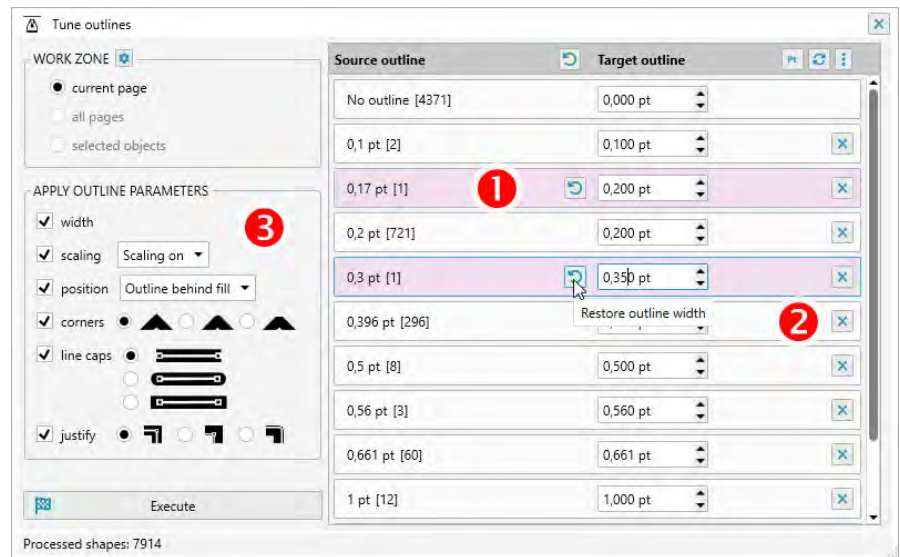 Tune outlines
WORK ZONE
current page
all pages
selected objects
APPLY OUTLINE PARAMETERS
3
width
scaling Scaling on
position Outline behind fill
corners
line caps
justify
Execute
Processed shapes: 7914
Source outline Target outline Pt
No outline [4371] 0,000 pt
0,1 pt [2] 0,100 pt
0,17 pt [1] 1 0,200 pt
0,2 pt [721] 0,200 pt
0,3 pt [1] 0,350 pt
Restore outline width
0,396 pt [296] 2
0,5 pt [8] 0,500 pt
0,56 pt [3] 0,560 pt
0,661 pt [60] 0,661 pt
1 pt [12] 1,000 pt